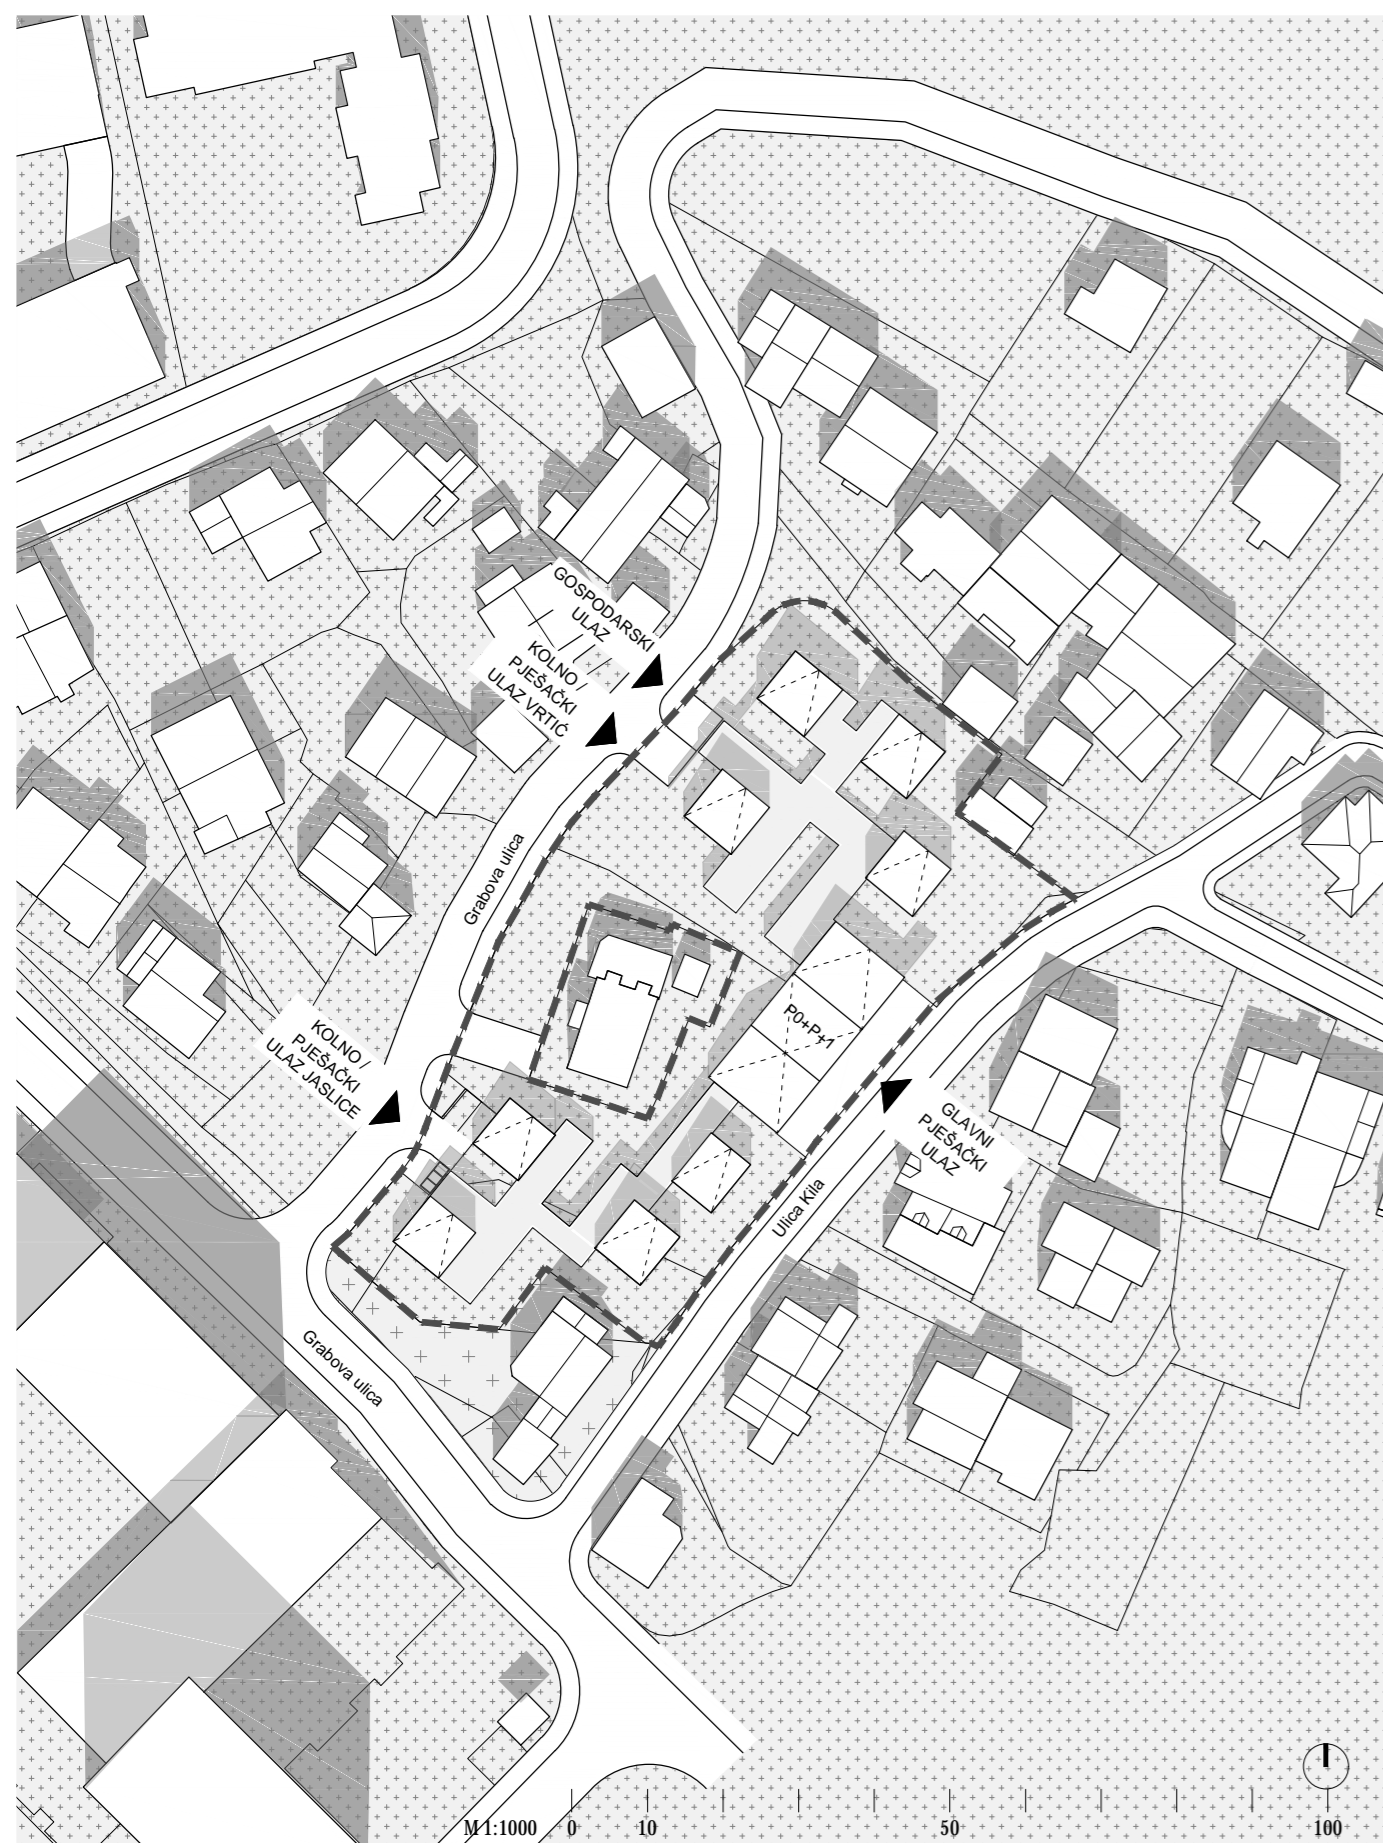 GOSPODARSKI
ULAZ
KOLNO /
PJEŠAČKI
ULAZ VRTIĆ
Grabova ulica
P0+P+1
KOLNO /
PJEŠAČKI
ULAZ JASLICE
GLAVNI
PJEŠAČKI
ULAZ
Ulica Kila
Grabova ulica
M 1:1000 0 10 50 100